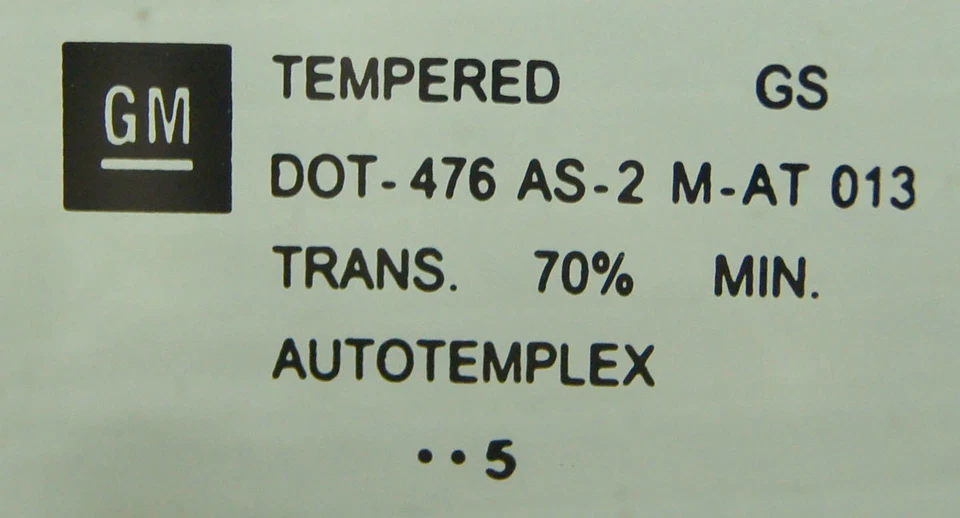 GM
TEMPERED GS
DOT-476 AS-2 M-AT 013
TRANS. 70% MIN.
AUTOTEMPLEX
••5